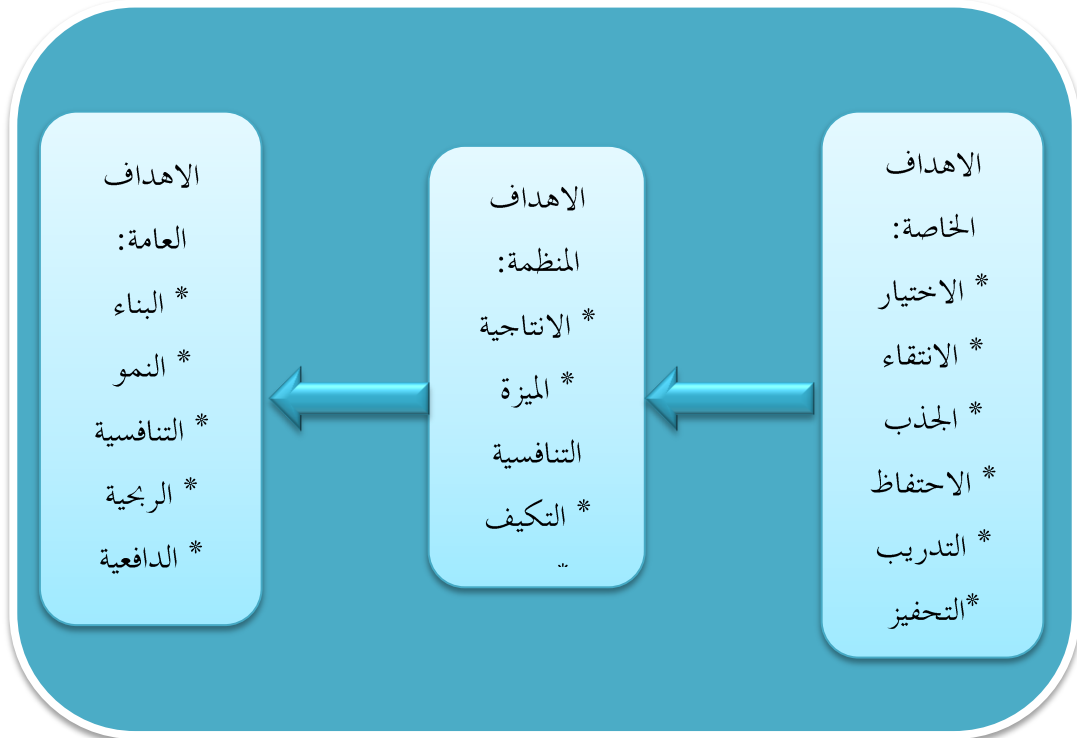 الاهداف
الخاصة:
* الاختيار
* الانتقاء
* الجذب
* الاحتفاظ
* التدريب
*التحفيز
الاهداف
المنظمة:
* الانتاجية
* الميزة
التنافسية
* التكيف
الاهداف
العامة:
* البناء
* النمو
* التنافسية
* الربحية
* الدافعية